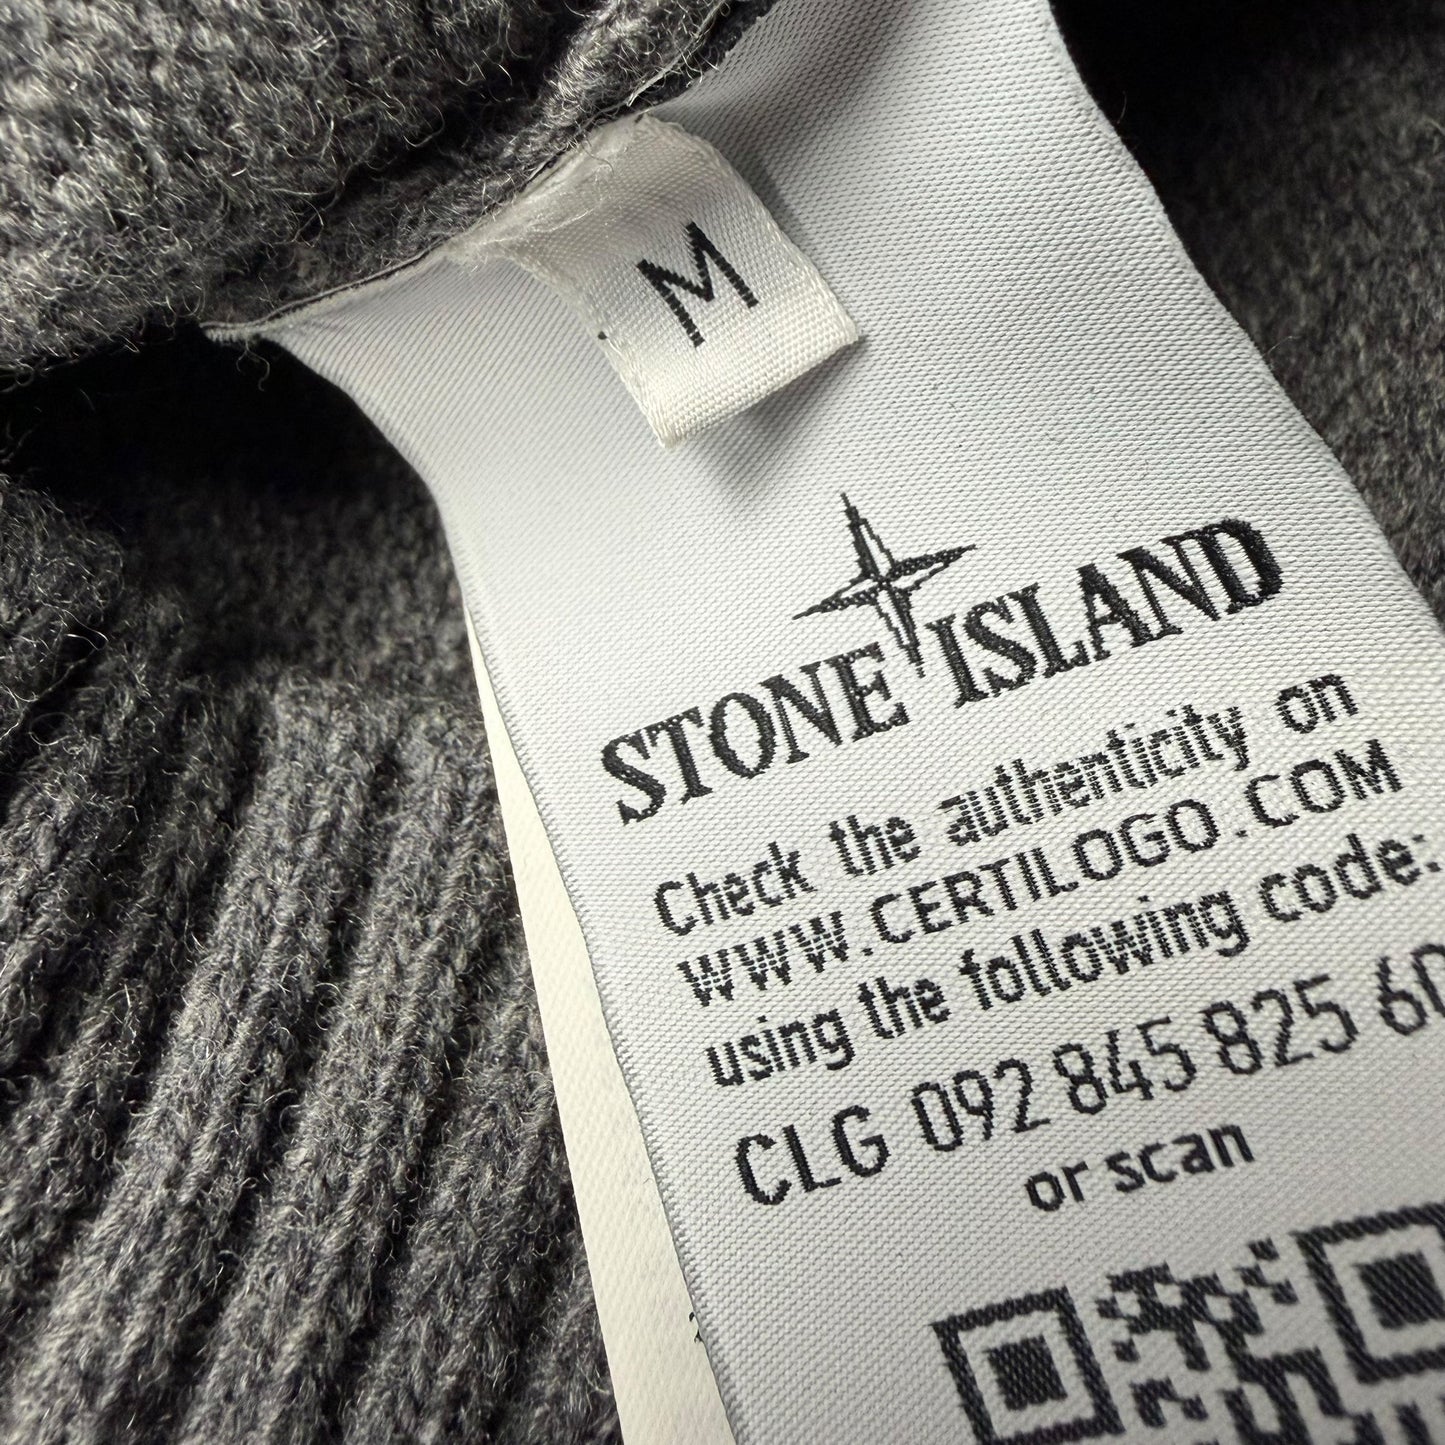 M
STONE ISLAND
Check the authenticity on
WWW.CERTILOGO.COM
using the following code:
CLG 092 845 825 60
or scan